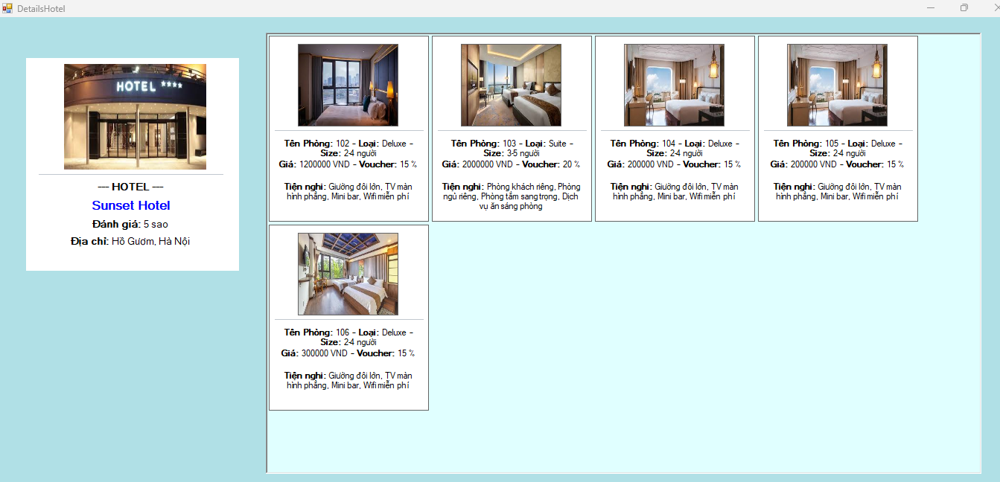 DetailsHotel
HOTEL ****
--- HOTEL ---
Sunset Hotel
Đánh giá: 5 sao
Địa chỉ: Hồ Gươm, Hà Nội
Tên Phòng: 102 - Loại: Deluxe -
Size: 2-4 người
Giá: 1200000 VND - Voucher: 15 %
Tiện nghi: Giường đôi lớn, TV màn
hình phẳng, Mini bar, Wifi miễn phí
Tên Phòng: 103 - Loại: Suite -
Size: 3-5 người
Giá: 2000000 VND - Voucher: 20 %
Tiện nghi: Phòng khách riêng, Phòng
ngủ riêng, Phòng tắm sang trọng, Dịch
vụ ăn sáng phòng
Tên Phòng: 104 - Loại: Deluxe -
Size: 2-4 người
Giá: 200000 VND - Voucher: 15 %
Tiện nghi: Giường đôi lớn, TV màn
hình phẳng, Mini bar, Wifi miễn phí
Tên Phòng: 105 - Loại: Deluxe -
Size: 2-4 người
Giá: 200000 VND - Voucher: 15 %
Tiện nghi: Giường đôi lớn, TV màn
hình phẳng, Mini bar, Wifi miễn phí
Tên Phòng: 106 - Loại: Deluxe -
Size: 2-4 người
Giá: 300000 VND - Voucher: 15 %
Tiện nghi: Giường đôi lớn, TV màn
hình phẳng, Mini bar, Wifi miễn phí